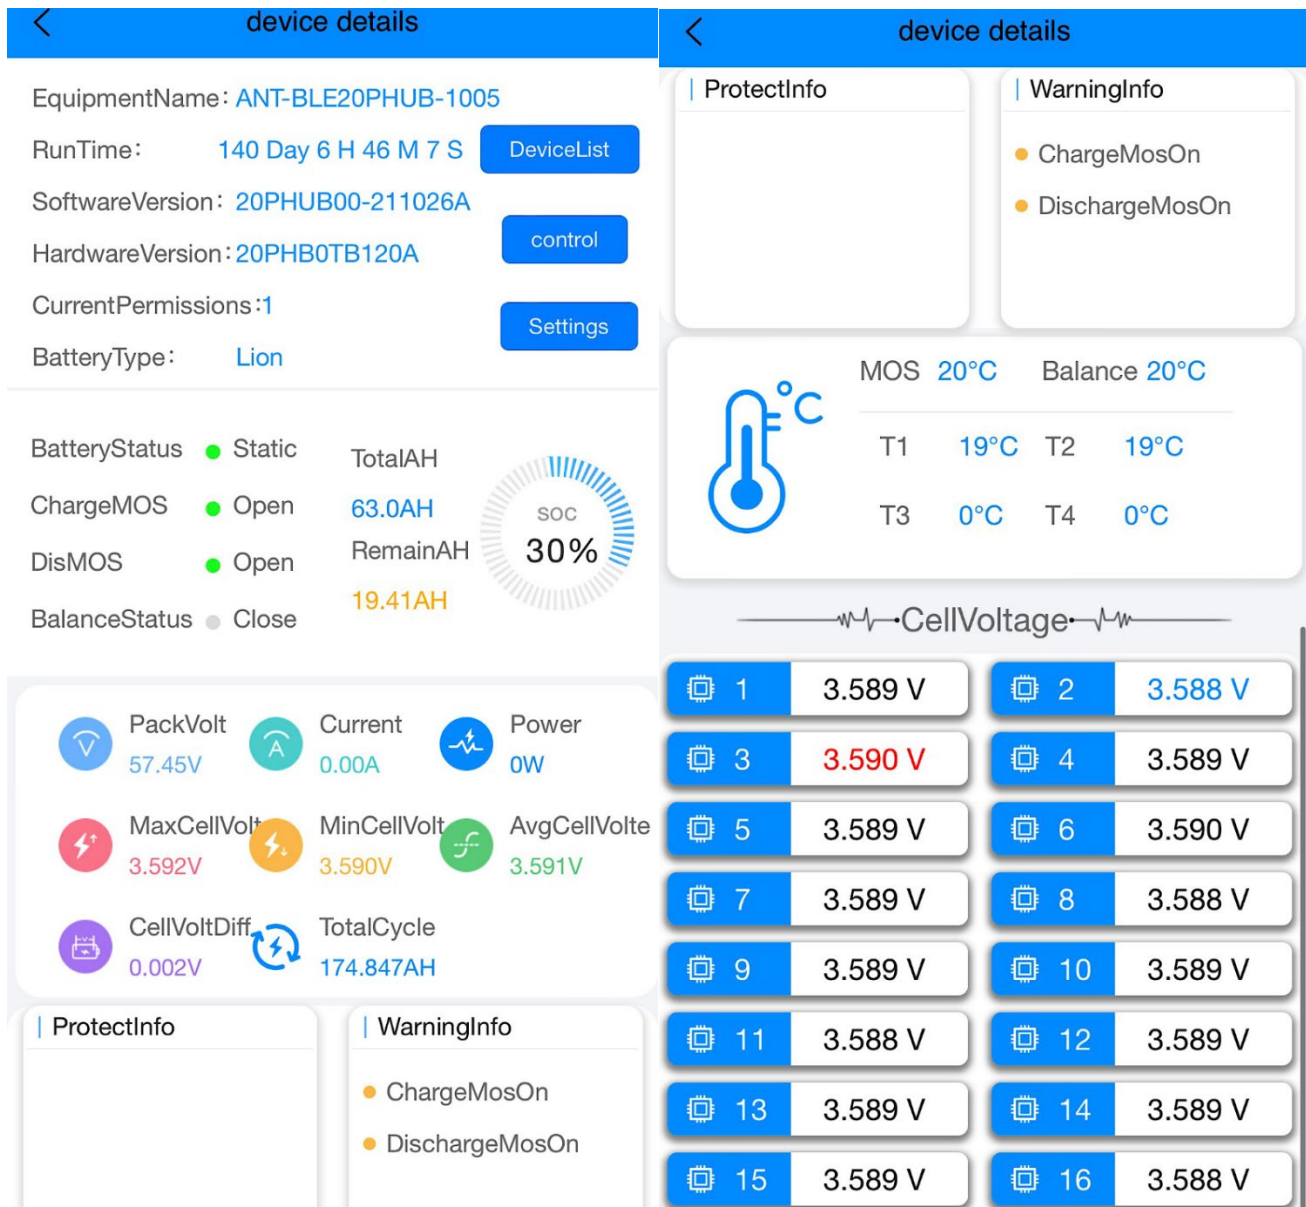 device details
EquipmentName: ANT-BLE20PHUB-1005
RunTime: 140 Day 6 H 46 M 7 S
DeviceList
SoftwareVersion: 20PHUB00-211026A
control
HardwareVersion: 20PHB0TB120A
CurrentPermissions:1
Settings
BatteryType: Lion
BatteryStatus Static
ChargeMOS Open
DisMOS Open
BalanceStatus Close
TotalAH
63.0AH
RemainAH
19.41AH
SOC
30%
PackVolt
57.45V
Current
0.00A
Power
0W
MaxCellVolt
3.592V
MinCellVolt
3.590V
AvgCellVolte
3.591V
CellVoltDiff
0.002V
TotalCycle
174.847AH
ProtectInfo
WarningInfo
ChargeMosOn
DischargeMosOn
device details
ProtectInfo
WarningInfo
ChargeMosOn
DischargeMosOn
°C
MOS 20°C Balance 20°C
T1 19°C T2 19°C
T3 0°C T4 0°C
CellVoltage
1 3.589 V 2 3.588 V
3 3.590 V 4 3.589 V
5 3.589 V 6 3.590 V
7 3.589 V 8 3.588 V
9 3.589 V 10 3.589 V
11 3.588 V 12 3.589 V
13 3.589 V 14 3.589 V
15 3.589 V 16 3.588 V